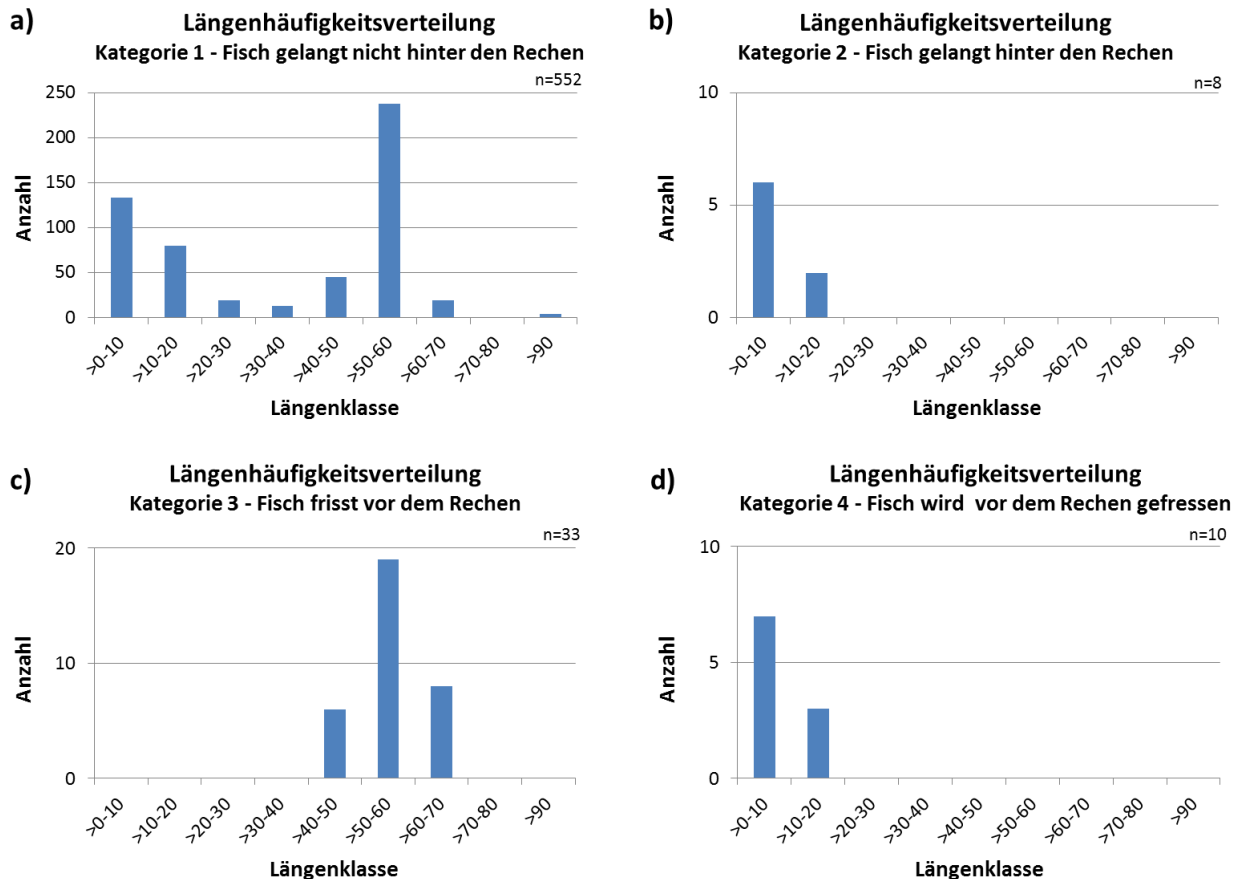 a)
Längenhäufigkeitsverteilung
Kategorie 1 - Fisch gelangt nicht hinter den Rechen
n=552
250
200
150
100
50
0
Anzahl
>0-10
>10-20
>20-30
>30-40
>40-50
>50-60
>60-70
>70-80
>90
Längenklasse
b)
Längenhäufigkeitsverteilung
Kategorie 2 - Fisch gelangt hinter den Rechen
n=8
10
5
0
Anzahl
>0-10
>10-20
>20-30
>30-40
>40-50
>50-60
>60-70
>70-80
>90
Längenklasse
c)
Längenhäufigkeitsverteilung
Kategorie 3 - Fisch frisst vor dem Rechen
n=33
20
10
0
Anzahl
>0-10
>10-20
>20-30
>30-40
>40-50
>50-60
>60-70
>70-80
>90
Längenklasse
d)
Längenhäufigkeitsverteilung
Kategorie 4 - Fisch wird vor dem Rechen gefressen
n=10
10
5
0
Anzahl
>0-10
>10-20
>20-30
>30-40
>40-50
>50-60
>60-70
>70-80
>90
Längenklasse